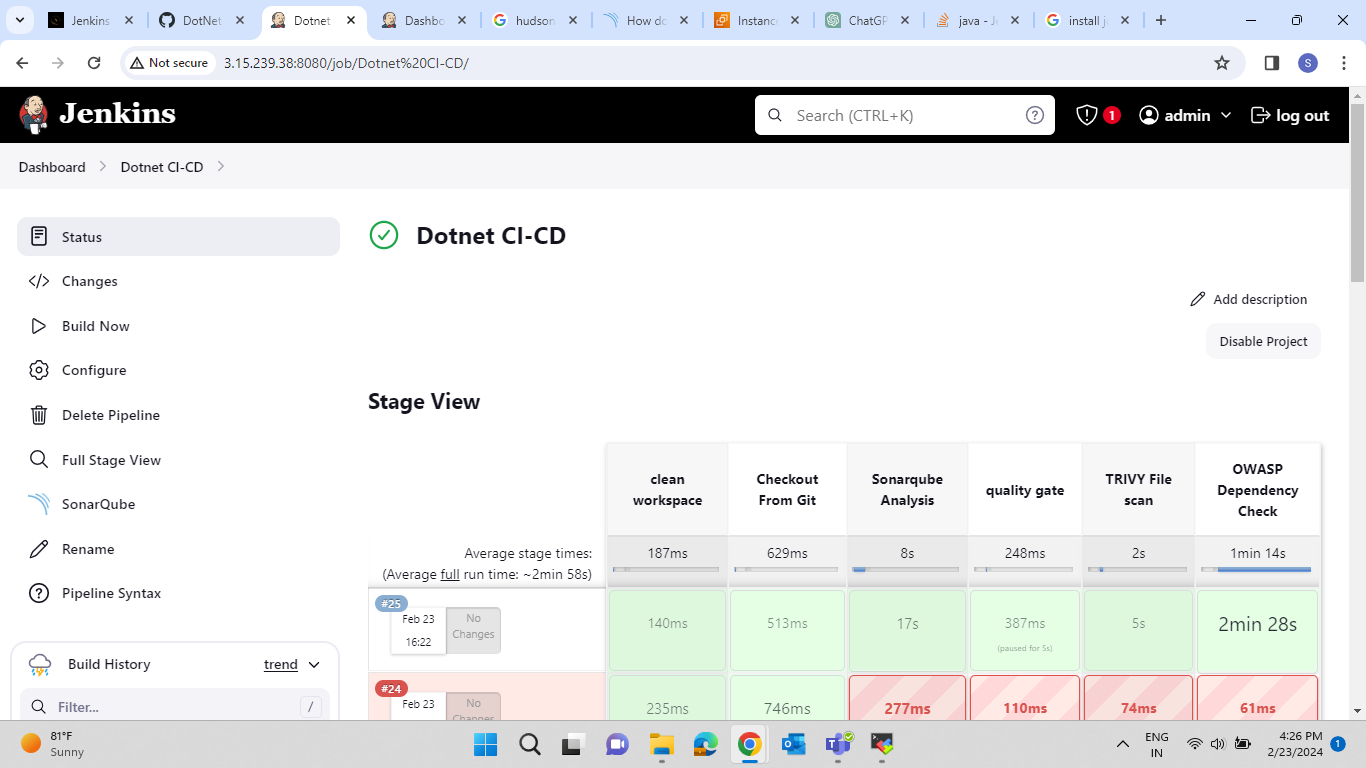 Jenkins
DotNet
Dotnet
Dashbo
hudson
How do
Instanc
ChatGP
java - Je
install je
Not secure
3.15.239.38:8080/job/Dotnet%20CI-CD/
S
Jenkins
Search (CTRL+K)
?
1
admin
log out
Dashboard
Dotnet CI-CD
Status
Changes
Build Now
Configure
Delete Pipeline
Full Stage View
SonarQube
Rename
Pipeline Syntax
Build History
trend
Filter...
/
Dotnet CI-CD
Add description
Disable Project
Stage View
clean workspace
Checkout From Git
Sonarqube Analysis
quality gate
TRIVY File scan
OWASP Dependency Check
Average stage times:
(Average full run time: ~2min 58s)
187ms
629ms
8s
248ms
2s
1min 14s
#25
Feb 23
16:22
No Changes
140ms
513ms
17s
387ms
(paused for 5s)
5s
2min 28s
#24
Feb 23
No Changes
235ms
746ms
277ms
110ms
74ms
61ms
81°F
Sunny
ENG
IN
4:26 PM
2/23/2024
1